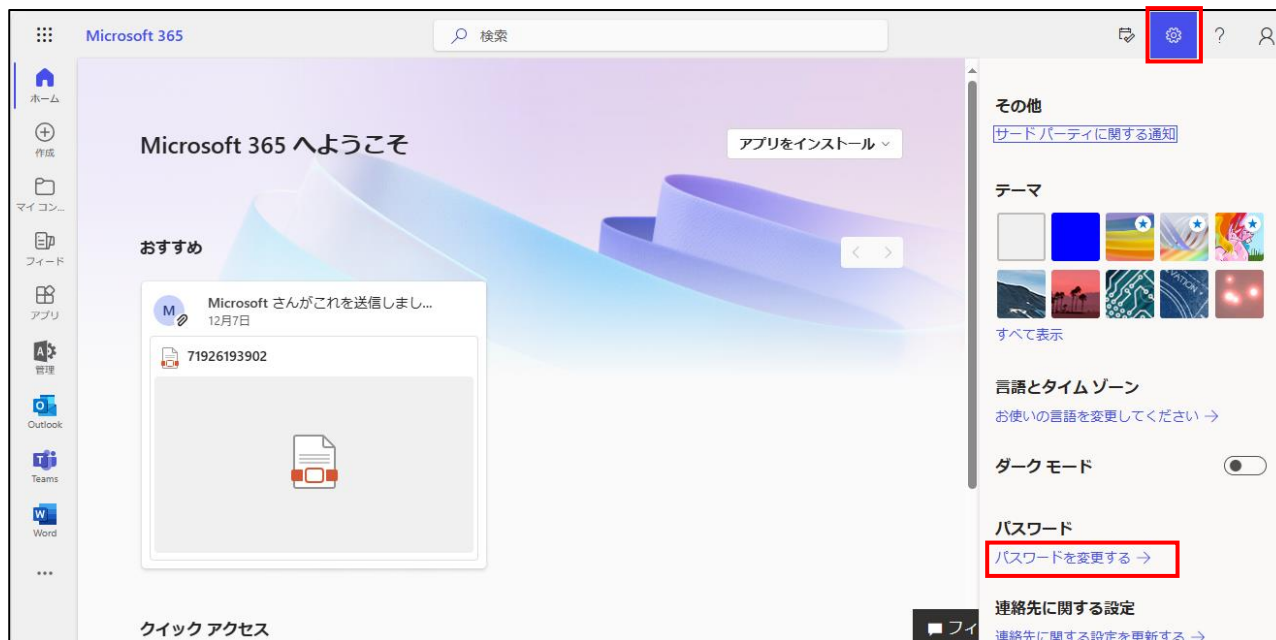 Microsoft 365
検索
?
ホーム
作成
マイ コン...
フィード
アプリ
管理
Outlook
Teams
Word
...
Microsoft 365 へようこそ
アプリをインストール
おすすめ
M
Microsoft さんがこれを送信しまし...
12月7日
71926193902
クイック アクセス
フィ
その他
サード パーティに関する通知
テーマ
すべて表示
言語とタイム ゾーン
お使いの言語を変更してください →
ダーク モード
パスワード
パスワードを変更する →
連絡先に関する設定
連絡先に関する設定を更新する →